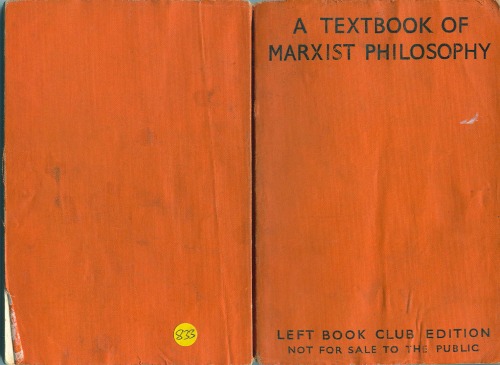 A TEXTBOOK OF
MARXIST PHILOSOPHY
833
LEFT BOOK CLUB EDITION
NOT FOR SALE TO THE PUBLIC